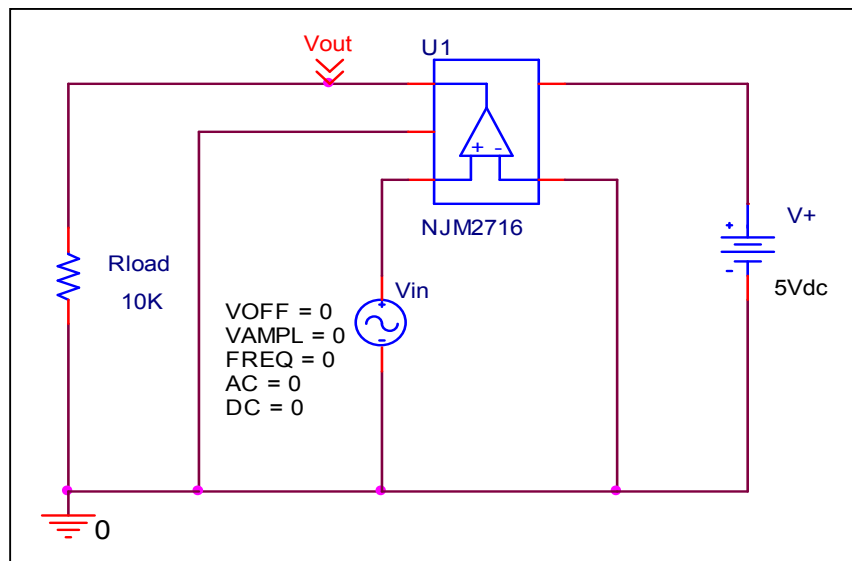 Vout
U1
+ -
NJM2716
V+
+
-
5Vdc
Rload
10K
Vin
+
-
VOFF = 0
VAMPL = 0
FREQ = 0
AC = 0
DC = 0
0